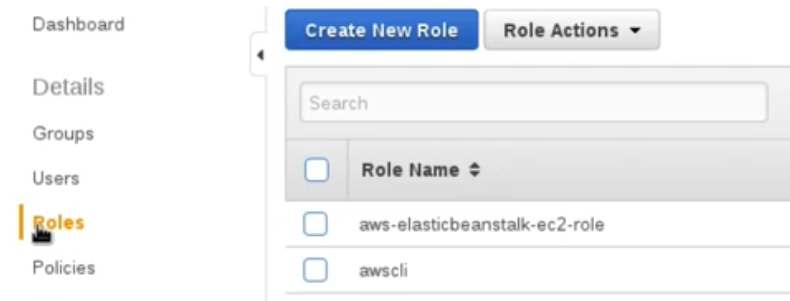 Dashboard
Details
Groups
Users
Roles
Policies
Create New Role
Role Actions
Search
Role Name
aws-elasticbeanstalk-ec2-role
awscli